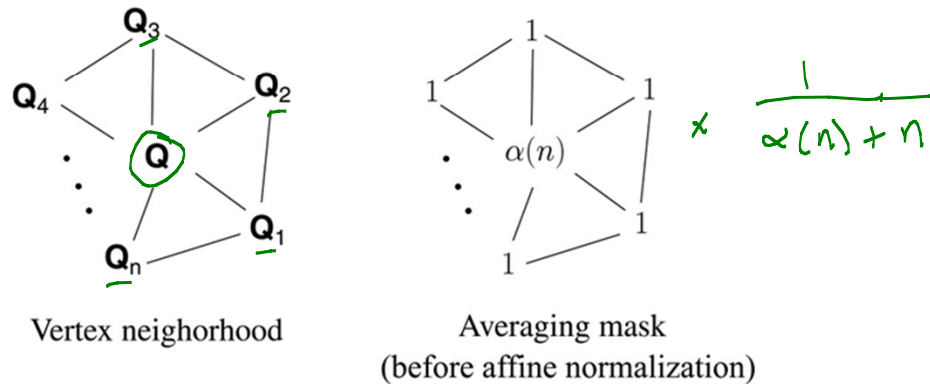 Q₃
Q₂
Q₄
Q
Q₁
Qₙ
Vertex neighorhood
1
1
1
α(n)
1
1
Averaging mask
(before affine normalization)
× 1
α(n) + n